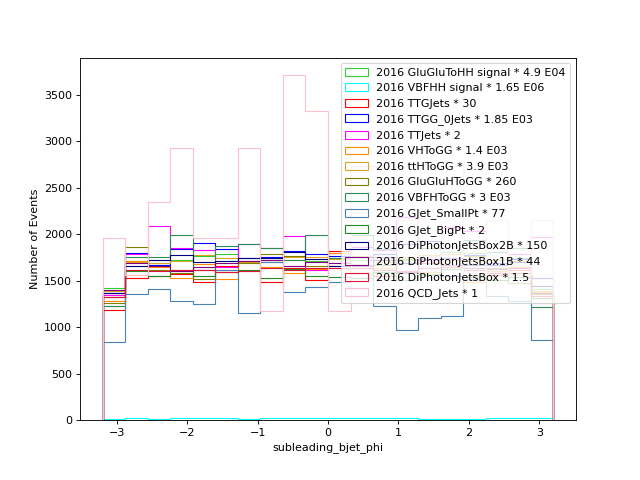 2016 GluGluToHH signal * 4.9 E04
2016 VBFHH signal * 1.65 E06
2016 TTGJets * 30
2016 TTGG_0Jets * 1.85 E03
2016 TTJets * 2
2016 VHToGG * 1.4 E03
2016 ttHToGG * 3.9 E03
2016 GluGluHToGG * 260
2016 VBFHToGG * 3 E03
2016 GJet_SmallPt * 77
2016 GJet_BigPt * 2
2016 DiPhotonJetsBox2B * 150
2016 DiPhotonJetsBox1B * 44
2016 DiPhotonJetsBox * 1.5
2016 QCD_Jets * 1
Number of Events
3500
3000
2500
2000
1500
1000
500
0
−3 −2 −1 0 1 2 3
subleading_bjet_phi